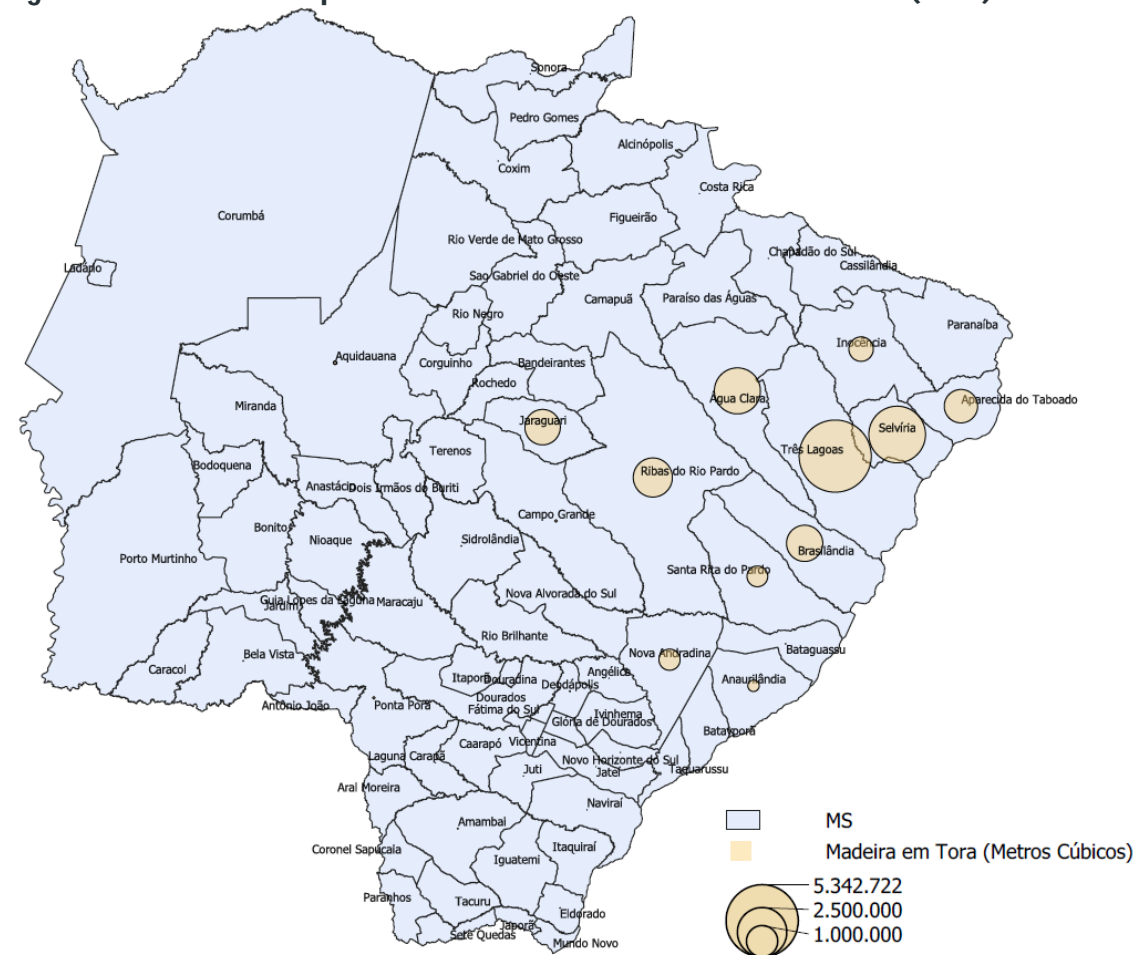 Sonora
Pedro Gomes
Alcinópolis
Coxim
Costa Rica
Corumbá
Figueirão
Rio Verde de Mato Grosso
Chapadão do Sul
Cassilândia
Ladário
Sao Gabriel do Oeste
Camapuã
Paraíso das Águas
Rio Negro
Paranaíba
Inocência
Aquidauana
Corguinho
Bandeirantes
Rochedo
Água Clara
Aparecida do Taboado
Miranda
Jaraguari
Selvíria
Terenos
Três Lagoas
Bodoquena
Ribas do Rio Pardo
Anastácio
Dois Irmãos do Buriti
Campo Grande
Bonito
Nioaque
Sidrolândia
Brasilândia
Porto Murtinho
Santa Rita do Pardo
Nova Alvorada do Sul
Guia Lopes da Laguna
Maracaju
Jardim
Rio Brilhante
Bela Vista
Nova Andradina
Bataguassu
Caracol
Itaporã
Douradina
Angélica
Deodápolis
Anaurilândia
Antônio João
Ponta Porã
Dourados
Fátima do Sul
Ivinhema
Glória de Dourados
Batayporã
Caarapó
Vicentina
Laguna Carapã
Novo Horizonte do Sul
Juti
Jateí
Taquarussu
Aral Moreira
Naviraí
Amambai
Coronel Sapucaia
Itaquiraí
Iguatemi
Paranhos
Tacuru
Eldorado
Japorã
Sete Quedas
Mundo Novo
MS
Madeira em Tora (Metros Cúbicos)
5.342.722
2.500.000
1.000.000